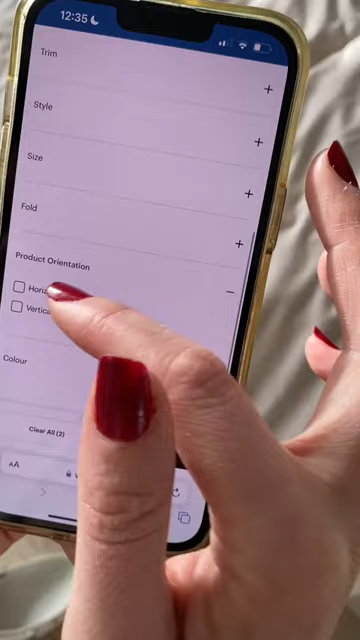 12:35
Trim
Style
Size
Fold
Product Orientation
Colour
Clear All (2)
AA